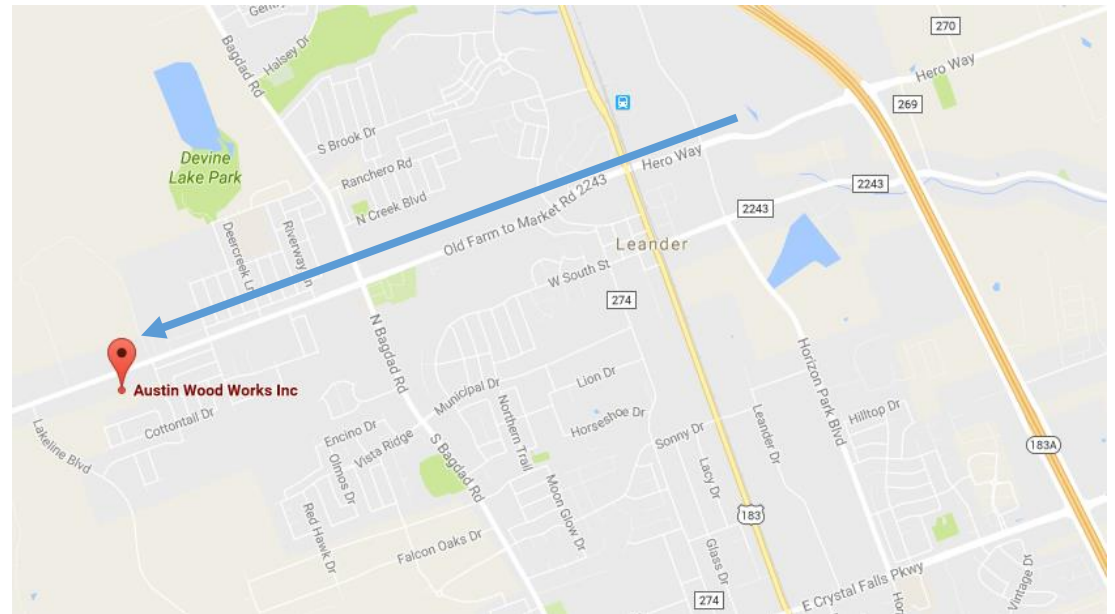 Gentry
270
Bagdad Rd
Halsey Dr
Hero Way
269
S Brook Dr
Devine
Lake Park
Ranchero Rd
Hero Way
2243
N Creek Blvd
2243
Old Farm to Market Rd 2243
Deercreek Ln
Riverway Ln
Leander
W South St
274
N Bagdad Rd
Horizon Park Blvd
Austin Wood Works Inc
Municipal Dr
Lion Dr
Cottontail Dr
Northern Trail
Horseshoe Dr
Leander Dr
Hilltop Dr
Lakeline Blvd
Encino Dr
Vista Ridge
Sonny Dr
183A
Olmos Dr
S Bagdad Rd
Lacy Dr
Moon Glow Dr
183
Red Hawk Dr
Falcon Oaks Dr
Glass Dr
E Crystal Falls Pkwy
Vintage Dr
274
Hor